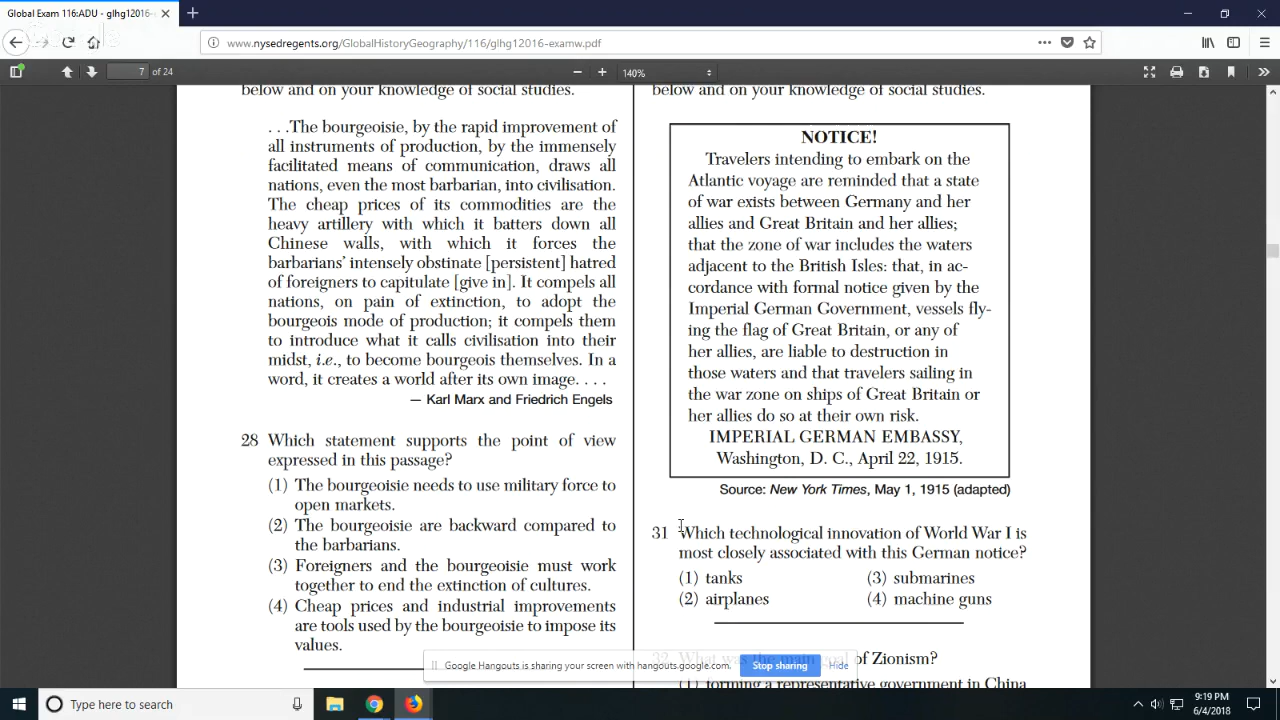 Global Exam 116:ADU - glhg12016-
www.nysedregents.org/GlobalHistoryGeography/116/glhg12016-examw.pdf
7 of 24
140%
below and on your knowledge of social studies.
. . .The bourgeoisie, by the rapid improvement of
all instruments of production, by the immensely
facilitated means of communication, draws all
nations, even the most barbarian, into civilisation.
The cheap prices of its commodities are the
heavy artillery with which it batters down all
Chinese walls, with which it forces the
barbarians' intensely obstinate [persistent] hatred
of foreigners to capitulate [give in]. It compels all
nations, on pain of extinction, to adopt the
bourgeois mode of production; it compels them
to introduce what it calls civilisation into their
midst, i.e., to become bourgeois themselves. In a
word, it creates a world after its own image. . . .
— Karl Marx and Friedrich Engels
28 Which statement supports the point of view
expressed in this passage?
(1) The bourgeoisie needs to use military force to
open markets.
(2) The bourgeoisie are backward compared to
the barbarians.
(3) Foreigners and the bourgeoisie must work
together to end the extinction of cultures.
(4) Cheap prices and industrial improvements
are tools used by the bourgeoisie to impose its
values.
below and on your knowledge of social studies.
NOTICE!
Travelers intending to embark on the
Atlantic voyage are reminded that a state
of war exists between Germany and her
allies and Great Britain and her allies;
that the zone of war includes the waters
adjacent to the British Isles: that, in ac-
cordance with formal notice given by the
Imperial German Government, vessels fly-
ing the flag of Great Britain, or any of
her allies, are liable to destruction in
those waters and that travelers sailing in
the war zone on ships of Great Britain or
her allies do so at their own risk.
IMPERIAL GERMAN EMBASSY,
Washington, D. C., April 22, 1915.
Source: New York Times, May 1, 1915 (adapted)
31 Which technological innovation of World War I is
most closely associated with this German notice?
(1) tanks (3) submarines
(2) airplanes (4) machine guns
32 What was the main goal of Zionism?
(1) forming a representative government in China
Google Hangouts is sharing your screen with hangouts.google.com.
Stop sharing
Hide
Type here to search
9:19 PM
6/4/2018